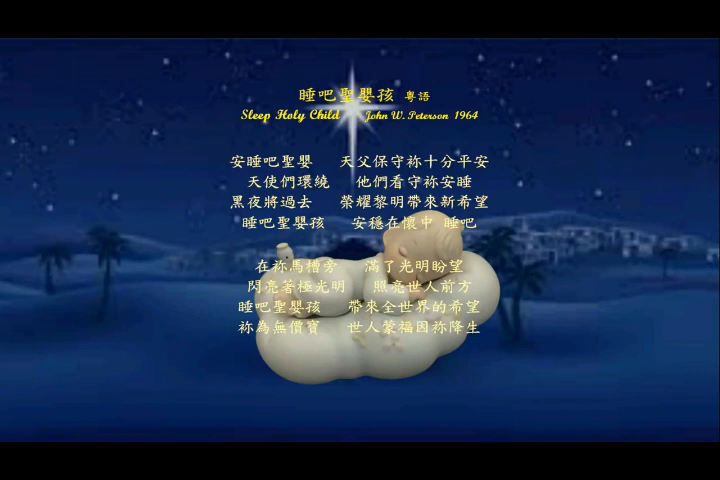 睡吧聖嬰孩 粵語
Sleep Holy Child John W. Peterson 1964
安睡吧聖嬰 天父保守祢十分平安
天使們環繞 他們看守祢安睡
黑夜將過去 榮耀黎明帶來新希望
睡吧聖嬰孩 安穩在懷中 睡吧
在祢馬槽旁 滿了光明盼望
閃亮著極光明 照亮世人前方
睡吧聖嬰孩 帶來全世界的希望
祢為無價寶 世人蒙福因祢降生